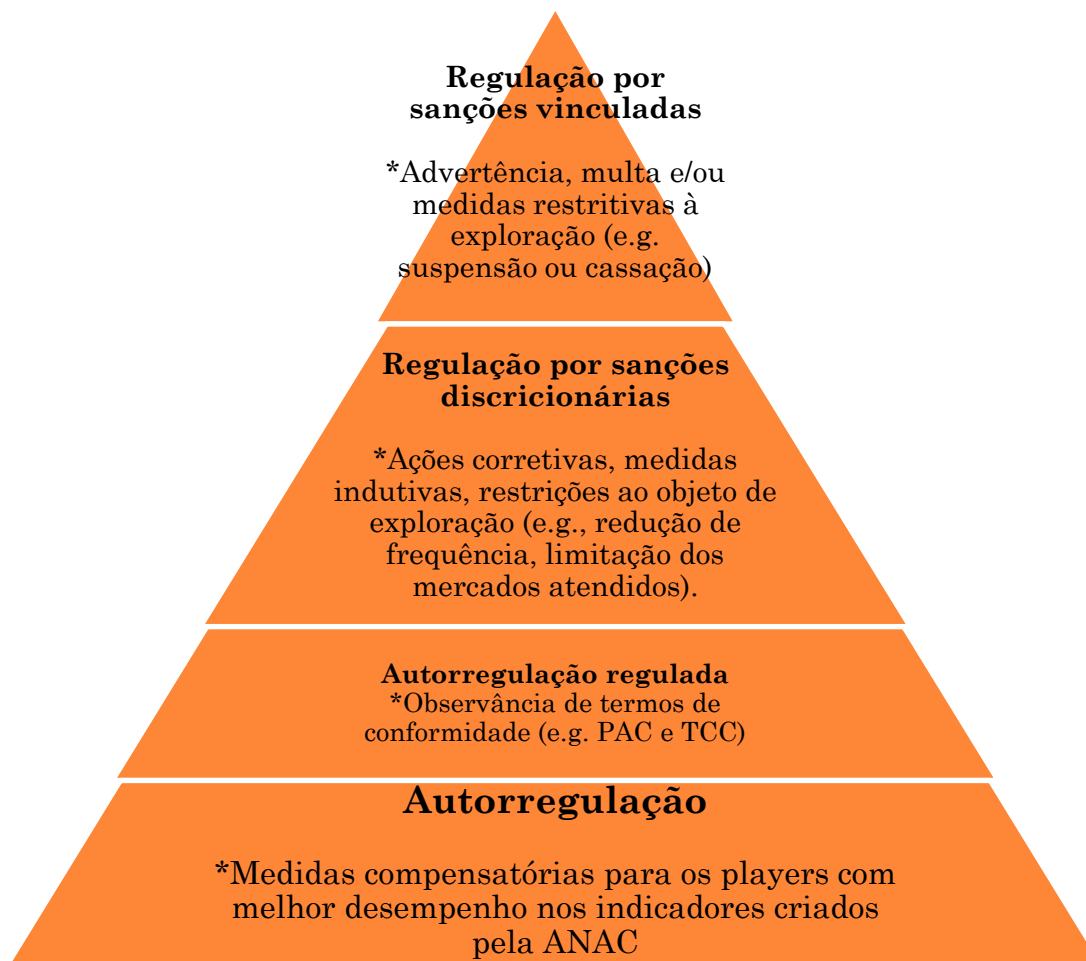 Regulação por
sanções vinculadas
*Advertência, multa e/ou
medidas restritivas à
exploração (e.g.
suspensão ou cassação)
Regulação por sanções
discricionárias
*Ações corretivas, medidas
indutivas, restrições ao objeto de
exploração (e.g., redução de
frequência, limitação dos
mercados atendidos).
Autorregulação regulada
*Observância de termos de
conformidade (e.g. PAC e TCC)
Autorregulação
*Medidas compensatórias para os players com
melhor desempenho nos indicadores criados
pela ANAC